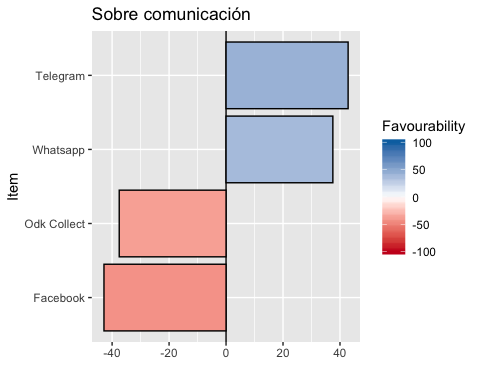 Sobre comunicación
Item
Telegram
Whatsapp
Odk Collect
Facebook
-40 -20 0 20 40
Favourability
100
50
0
-50
-100